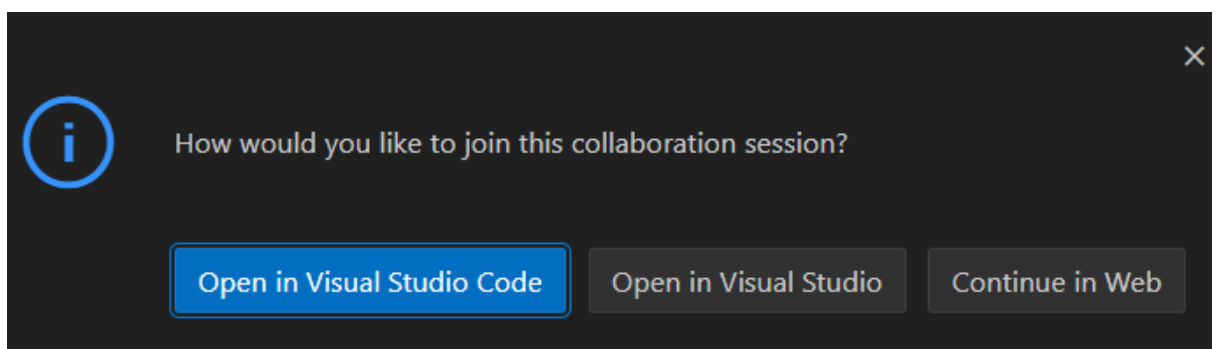 How would you like to join this collaboration session?
Open in Visual Studio Code Open in Visual Studio Continue in Web